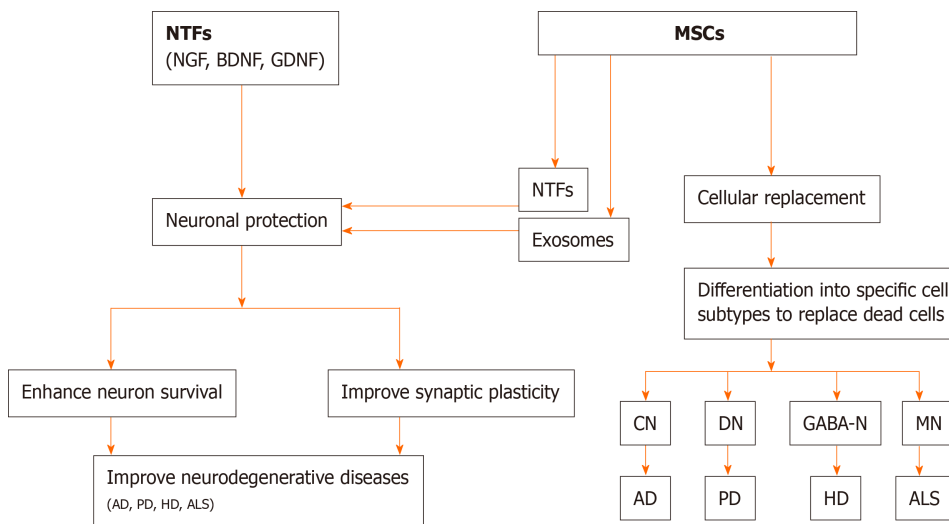 NTFs
(NGF, BDNF, GDNF)
MSCs
NTFs
Cellular replacement
Neuronal protection
Exosomes
Differentiation into specific cell
subtypes to replace dead cells
Enhance neuron survival
Improve synaptic plasticity
CN
DN
GABA-N
MN
Improve neurodegenerative diseases
(AD, PD, HD, ALS)
AD
PD
HD
ALS